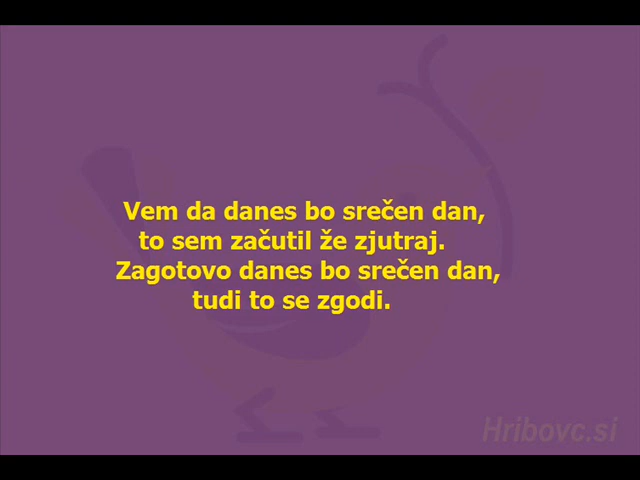 Vem da danes bo srečen dan,
to sem začutil že zjutraj.
Zagotovo danes bo srečen dan,
tudi to se zgodi.
Hribovc.si